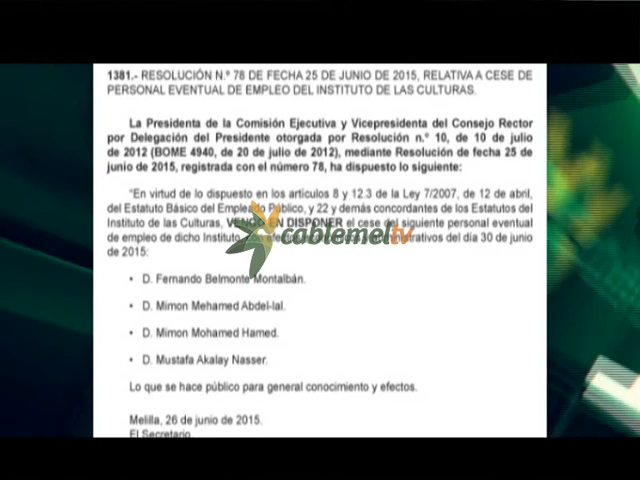 1381.- RESOLUCIÓN N.º 78 DE FECHA 25 DE JUNIO DE 2015, RELATIVA A CESE DE
PERSONAL EVENTUAL DE EMPLEO DEL INSTITUTO DE LAS CULTURAS.
La Presidenta de la Comisión Ejecutiva y Vicepresidenta del Consejo Rector
por Delegación del Presidente otorgada por Resolución n.º 10, de 10 de julio
de 2012 (BOME 4940, de 20 de julio de 2012), mediante Resolución de fecha 25 de
junio de 2015, registrada con el número 78, ha dispuesto lo siguiente:
"En virtud de lo dispuesto en los artículos 8 y 12.3 de la Ley 7/2007, de 12 de abril,
del Estatuto Básico del Empleado Público, y 22 y demás concordantes de los Estatutos del
Instituto de las Culturas, VENGO EN DISPONER el cese del siguiente personal eventual
de empleo de dicho Instituto, con efectos del día 30 de junio
de 2015:
• D. Fernando Belmonte Montalbán.
• D. Mimon Mehamed Abdel-lal.
• D. Mimon Mohamed Hamed.
• D. Mustafa Akalay Nasser.
Lo que se hace público para general conocimiento y efectos.
Melilla, 26 de junio de 2015.
El Secretario
cablemeltv